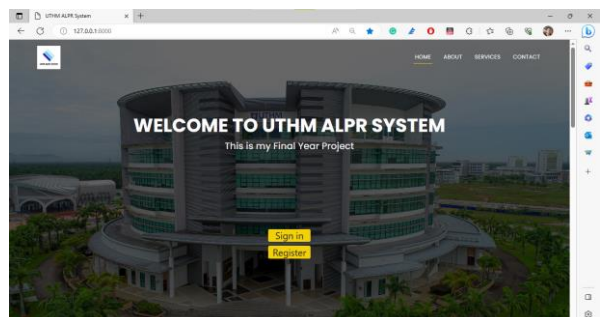 UTHM ALPR System
127.0.0.1:8000
HOME ABOUT SERVICES CONTACT
WELCOME TO UTHM ALPR SYSTEM
This is my Final Year Project
Sign in
Register